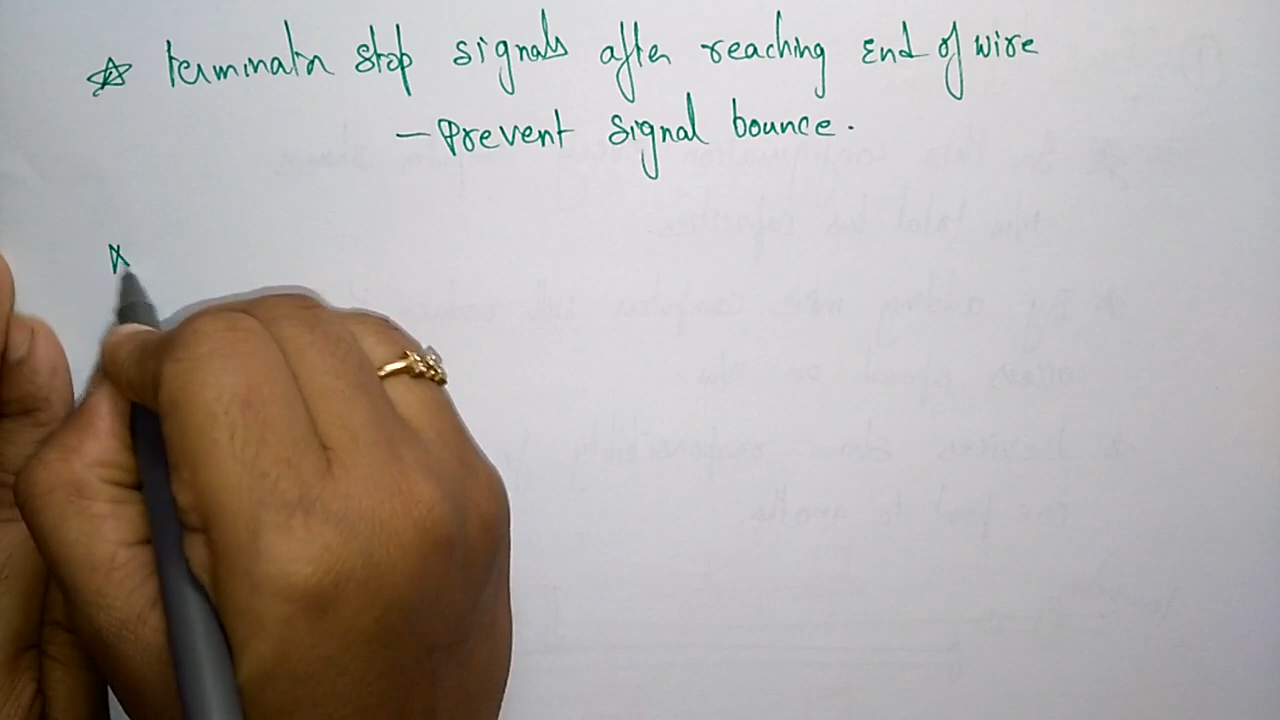 ☆ terminator stop signals after reaching End of wire
- Prevent signal bounce.